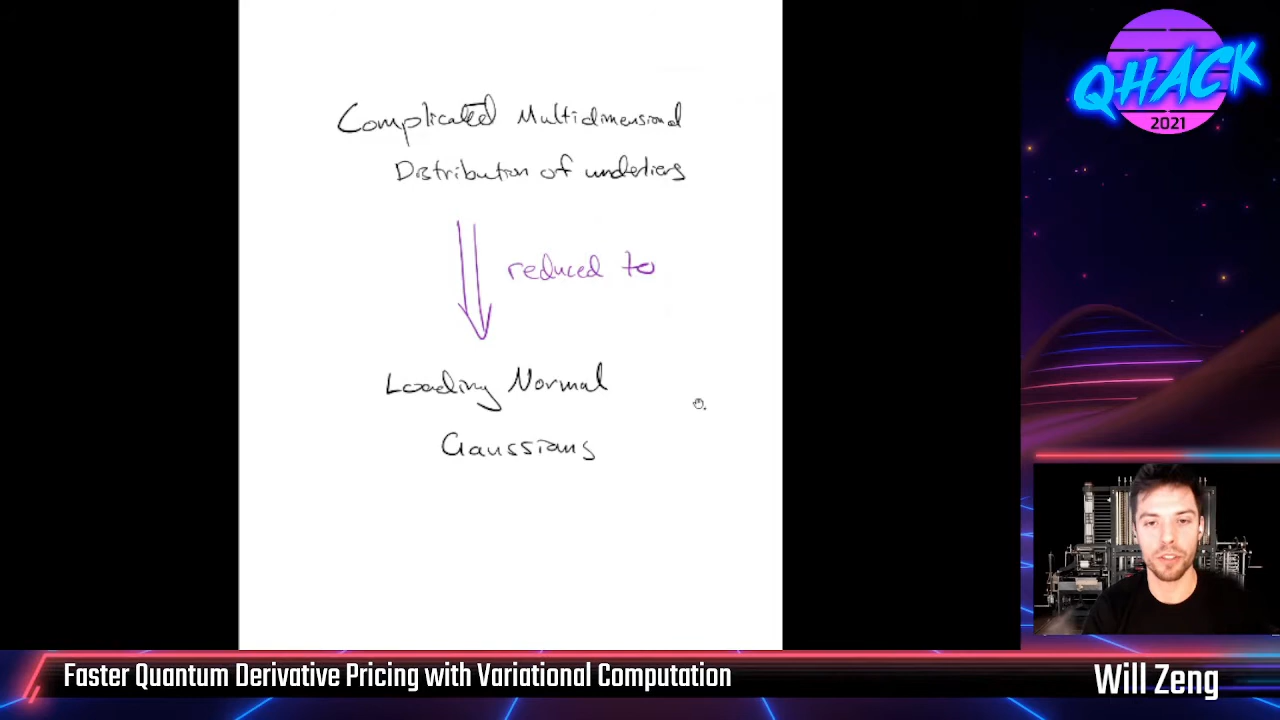 Complicated Multidimensional
Distribution of underliers
reduced to
Loading Normal
Gaussians
QHACK
2021
Faster Quantum Derivative Pricing with Variational Computation
Will Zeng